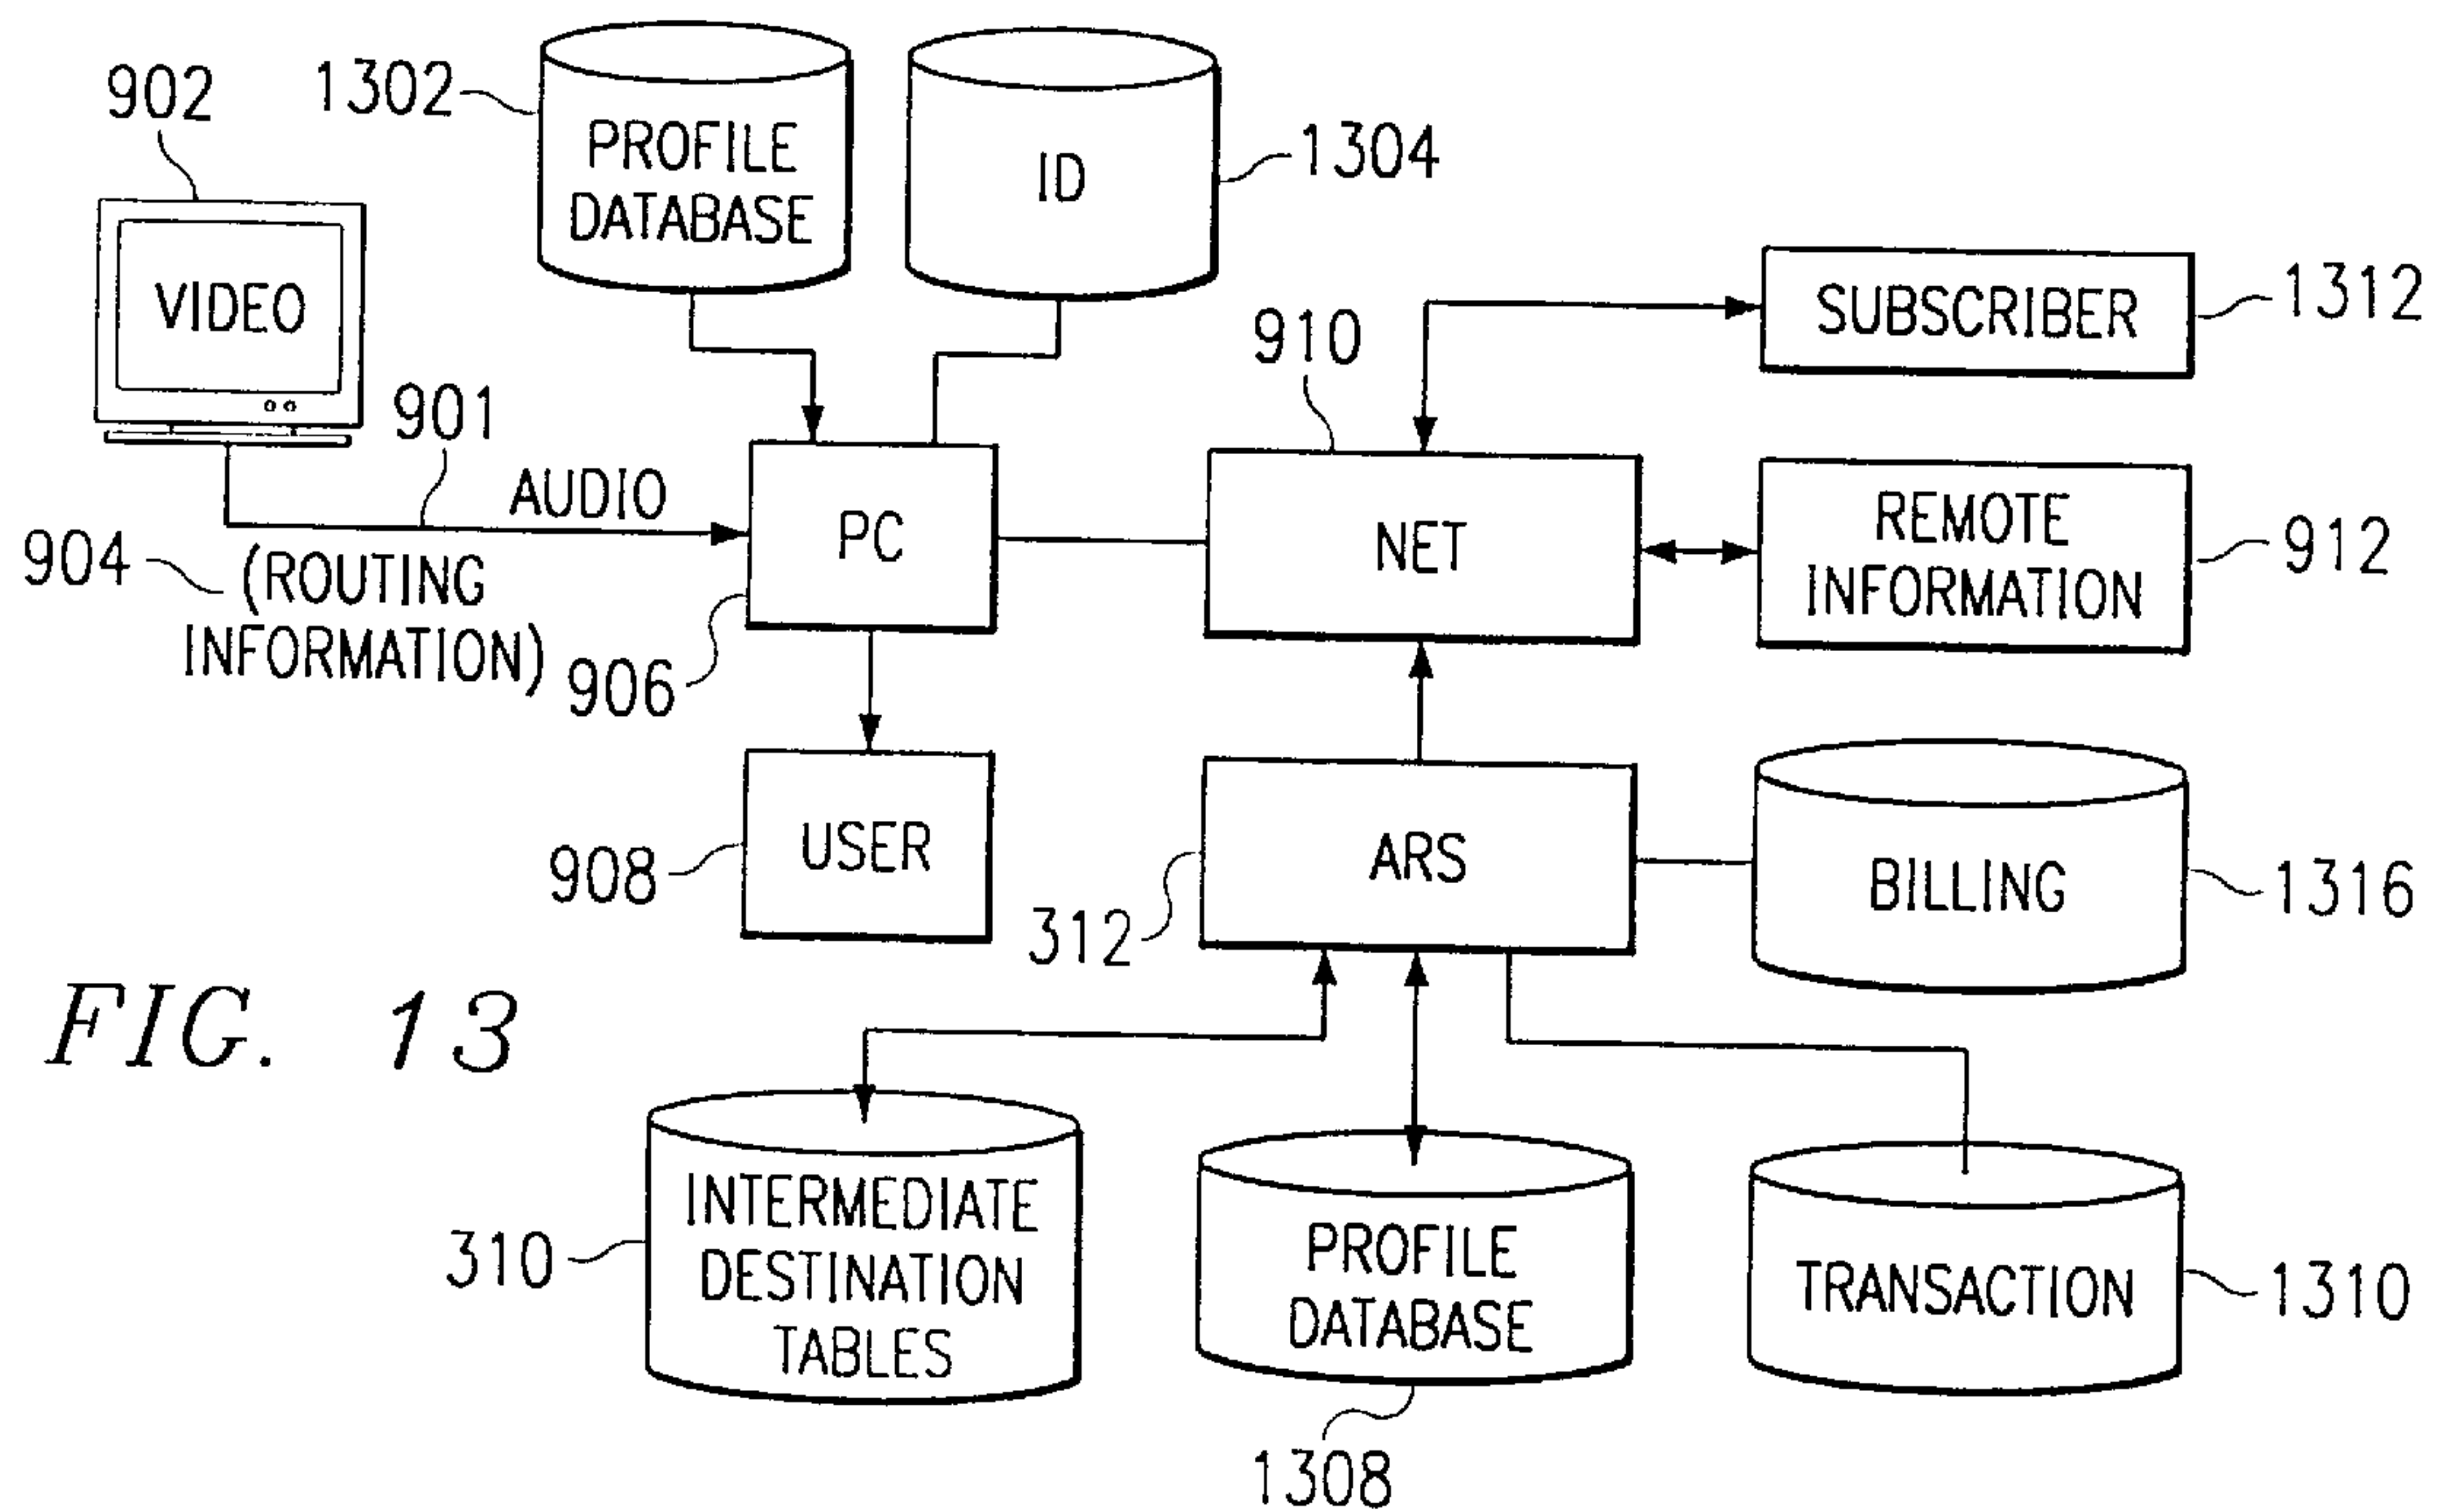 902
1302
PROFILE
DATABASE
ID
1304
VIDEO
910
SUBSCRIBER
1312
901
AUDIO
904
(ROUTING
INFORMATION)
PC
906
NET
REMOTE
INFORMATION
912
USER
908
ARS
312
BILLING
1316
FIG. 13
INTERMEDIATE
DESTINATION
TABLES
310
PROFILE
DATABASE
1308
TRANSACTION
1310